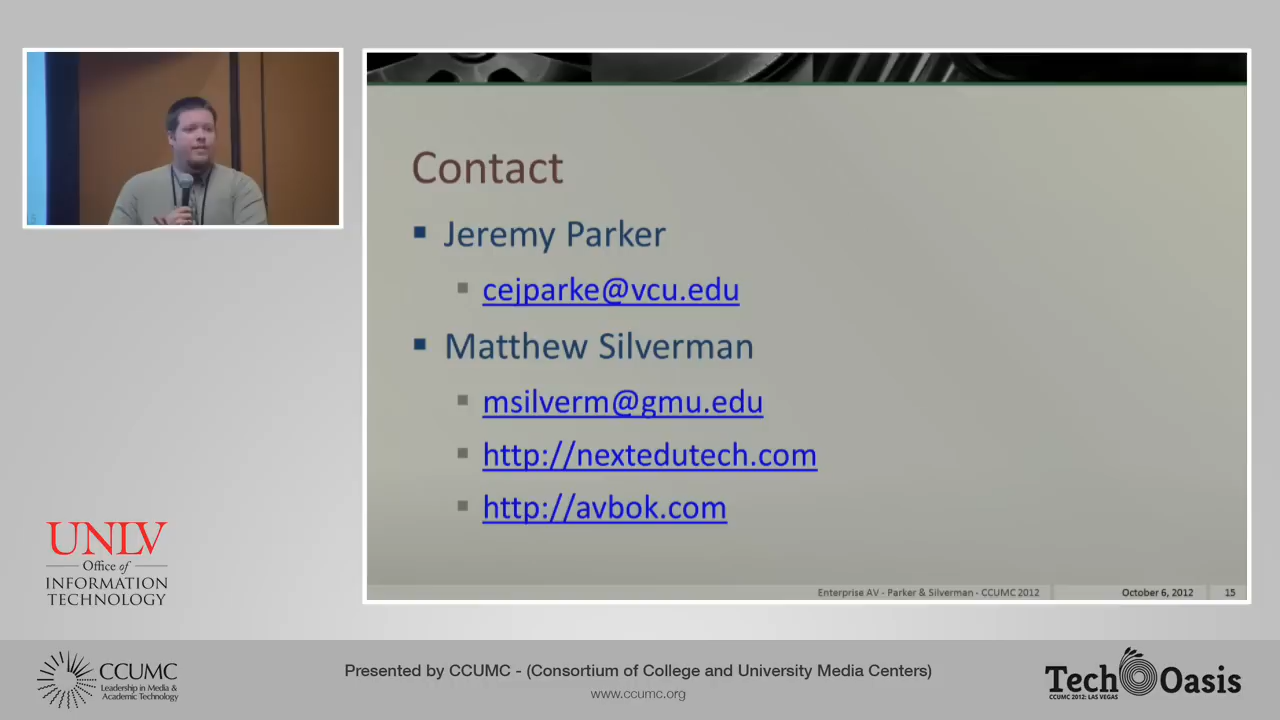 Contact
Jeremy Parker
cejparke@vcu.edu
Matthew Silverman
msilverm@gmu.edu
http://nextedutech.com
http://avbok.com
Enterprise AV - Parker & Silverman - CCUMC 2012
October 6, 2012
15
15
UNLV
Office of
INFORMATION
TECHNOLOGY
CCUMC
Leadership in Media &
Academic Technology
Presented by CCUMC - (Consortium of College and University Media Centers)
www.ccumc.org
Tech Oasis
CCUMC 2012: LAS VEGAS